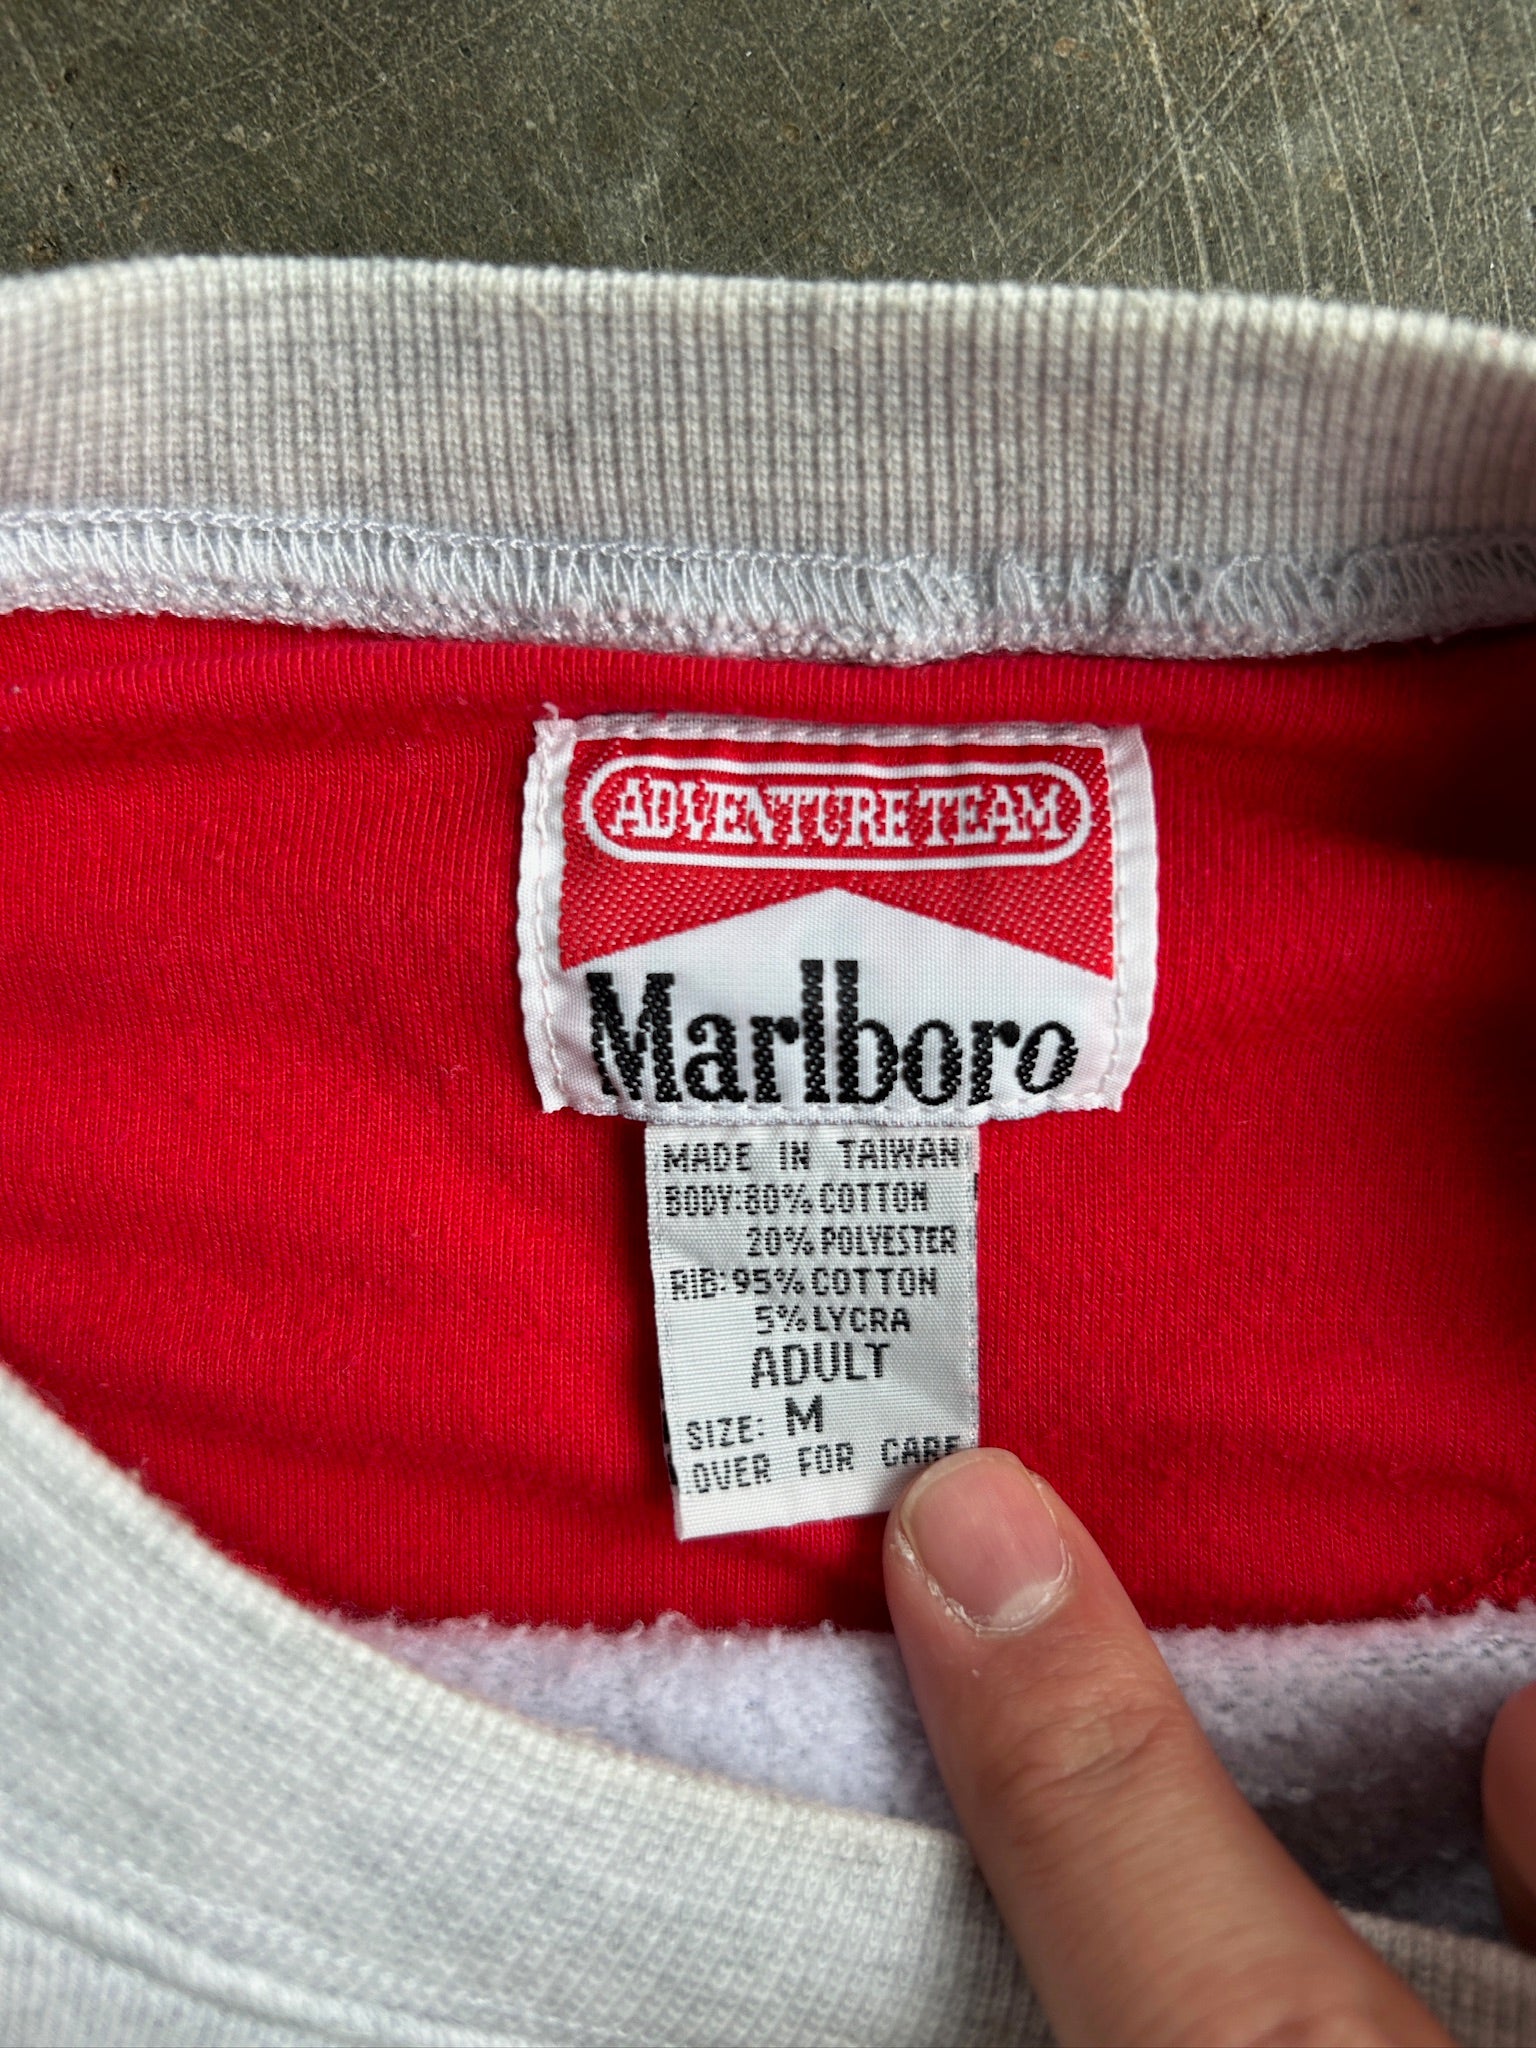 ADVENTURE TEAM
Marlboro
MADE IN TAIWAN
BODY:80% COTTON
20% POLYESTER
RIB:95% COTTON
5% LYCRA
ADULT
SIZE: M
OVER FOR CARE